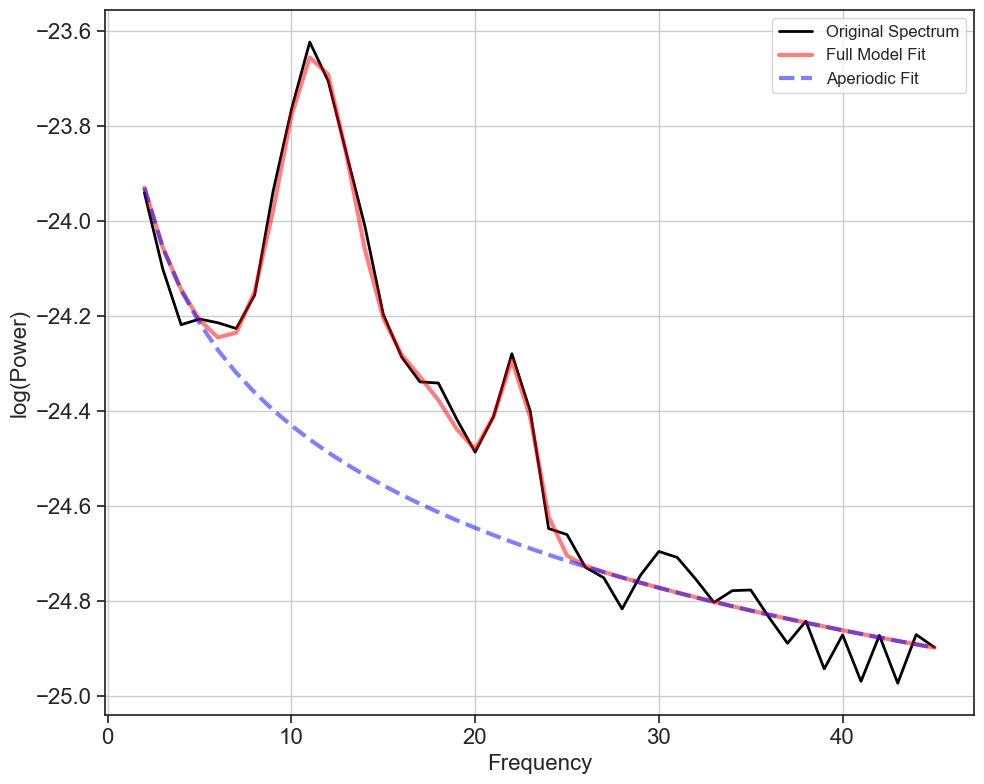 Original Spectrum
Full Model Fit
Aperiodic Fit
log(Power)
−23.6
−23.8
−24.0
−24.2
−24.4
−24.6
−24.8
−25.0
0 10 20 30 40
Frequency